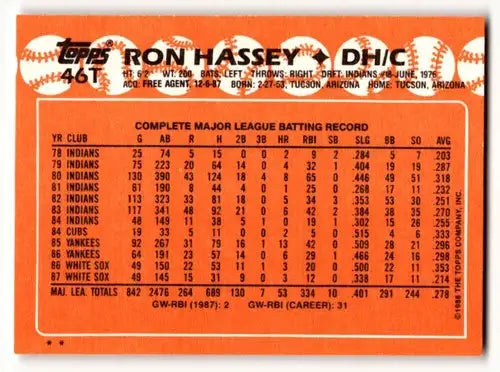 topps
46T
RON HASSEY ✦ DH/C
HT: 6'2 WT: 200 BATS: LEFT THROWS: RIGHT DRFT: INDIANS #18-JUNE, 1976
ACQ: FREE AGENT, 12-6-87 BORN: 2-27-53, TUCSON, ARIZONA HOME: TUCSON, ARIZONA
COMPLETE MAJOR LEAGUE BATTING RECORD
YR CLUB G AB R H 2B 3B HR RBI SB SLG BB SO AVG
78 INDIANS 25 74 5 15 0 0 2 9 2 .284 5 7 .203
79 INDIANS 75 223 20 64 14 0 4 32 1 .404 19 19 .287
80 INDIANS 130 390 43 124 18 4 8 65 0 .446 49 51 .318
81 INDIANS 61 190 8 44 4 0 1 25 0 .268 17 11 .232
82 INDIANS 113 323 33 81 18 0 5 34 3 .353 53 30 .251
83 INDIANS 117 341 48 92 21 0 6 42 2 .384 38 35 .270
84 INDIANS 48 149 11 38 5 1 0 19 1 .302 15 26 .255
84 CUBS 19 33 5 11 0 0 2 5 0 .515 4 6 .333
85 YANKEES 92 267 31 79 16 1 13 42 0 .509 28 21 .296
86 YANKEES 64 191 23 57 14 0 6 29 1 .466 24 16 .298
86 WHITE SOX 49 150 22 53 11 1 3 20 0 .500 22 11 .353
87 WHITE SOX 49 145 15 31 9 0 3 12 0 .338 17 11 .214
MAJ. LEA. TOTALS 842 2476 264 689 130 7 53 334 10 .401 291 244 .278
GW-RBI (1987): 2 GW-RBI (CAREER): 31
©1988 THE TOPPS COMPANY, INC.
* *